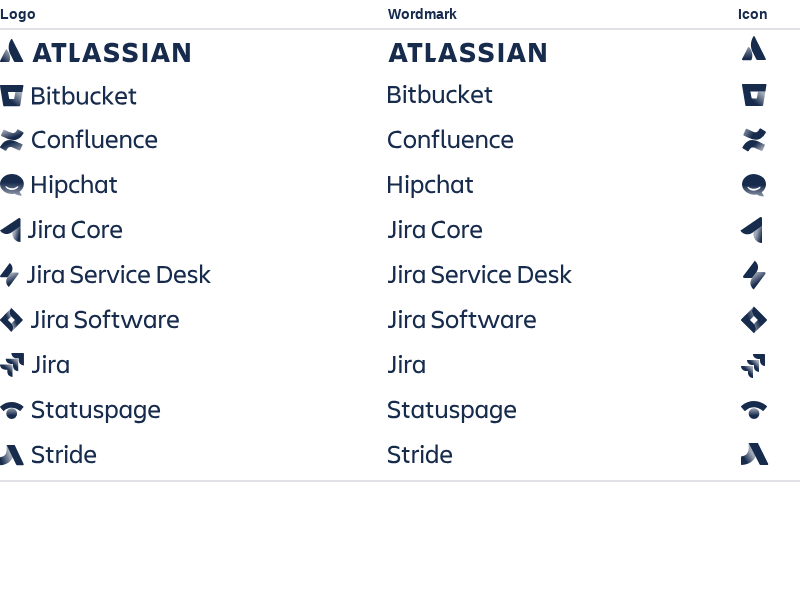 Logo Wordmark Icon
ATLASSIAN ATLASSIAN
Bitbucket Bitbucket
Confluence Confluence
Hipchat Hipchat
Jira Core Jira Core
Jira Service Desk Jira Service Desk
Jira Software Jira Software
Jira Jira
Statuspage Statuspage
Stride Stride